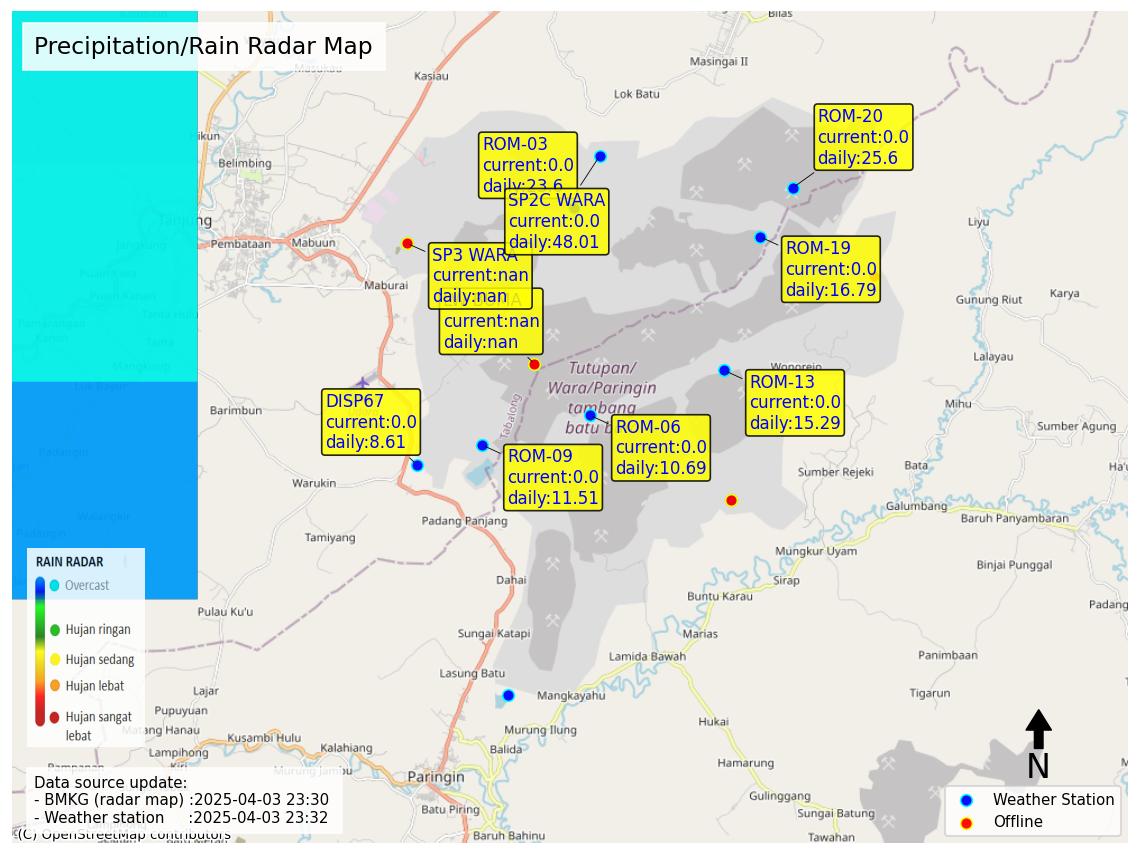 Precipitation/Rain Radar Map
Bilas
Masingai II
Kasiau
Lok Batu
Hikun
Belimbing
Tanjung
Jangkung
Pembataan
Mabuun
Maburai
Liyu
Gunung Riut
Karya
Lalayau
Mihu
Sumber Agung
Wonorejo
Bata
Sumber Rejeki
Galumbang
Baruh Panyambaran
ROM-03
current:0.0
daily:23.6
SP2C WARA
current:0.0
daily:48.01
ROM-20
current:0.0
daily:25.6
ROM-19
current:0.0
daily:16.79
SP3 WARA
current:nan
daily:nan
current:nan
daily:nan
Tutupan/
Wara/Paringin
tambang
batu b
Tabalong
ROM-13
current:0.0
daily:15.29
DISP67
current:0.0
daily:8.61
ROM-06
current:0.0
daily:10.69
ROM-09
current:0.0
daily:11.51
Barimbun
Warukin
Padang Panjang
Tamiyang
Mungkur Uyam
Binjai Punggal
Sirap
Dahai
Buntu Karau
Padang
Pulau Ku'u
Sungai Katapi
Marias
Lamida Bawah
Panimbaan
Lasung Batu
Tigarun
Mangkayahu
Lajar
Pupuyuan
Matang Hanau
Hukai
Murung Ilung
Kusambi Hulu
Lampihong
Kalahiang
Balida
Hamarung
Murung Jambu
Paringin
Gulinggang
Batu Piring
Sungai Batung
Baruh Bahinu
Tawahan
RAIN RADAR
Overcast
Hujan ringan
Hujan sedang
Hujan lebat
Hujan sangat
lebat
Data source update:
- BMKG (radar map) :2025-04-03 23:30
- Weather station :2025-04-03 23:32
(C) OpenStreetMap contributors
N
Weather Station
Offline